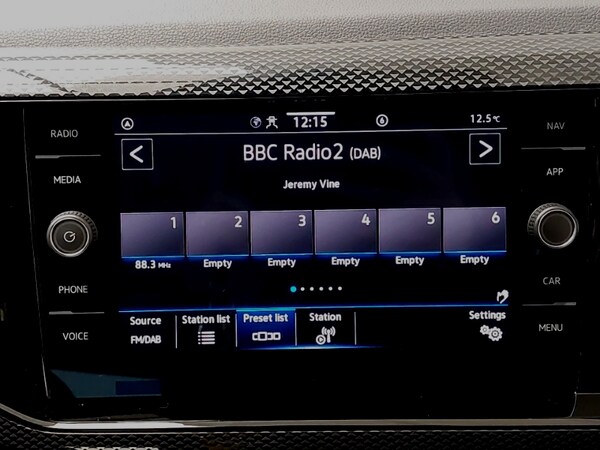 12:15
12.5°C
RADIO
NAV
BBC Radio2 (DAB)
MEDIA
APP
Jeremy Vine
1 2 3 4 5 6
88.3 MHz Empty Empty Empty Empty Empty
PHONE
CAR
Source Station list Preset list Station Settings
FM/DAB
VOICE
MENU